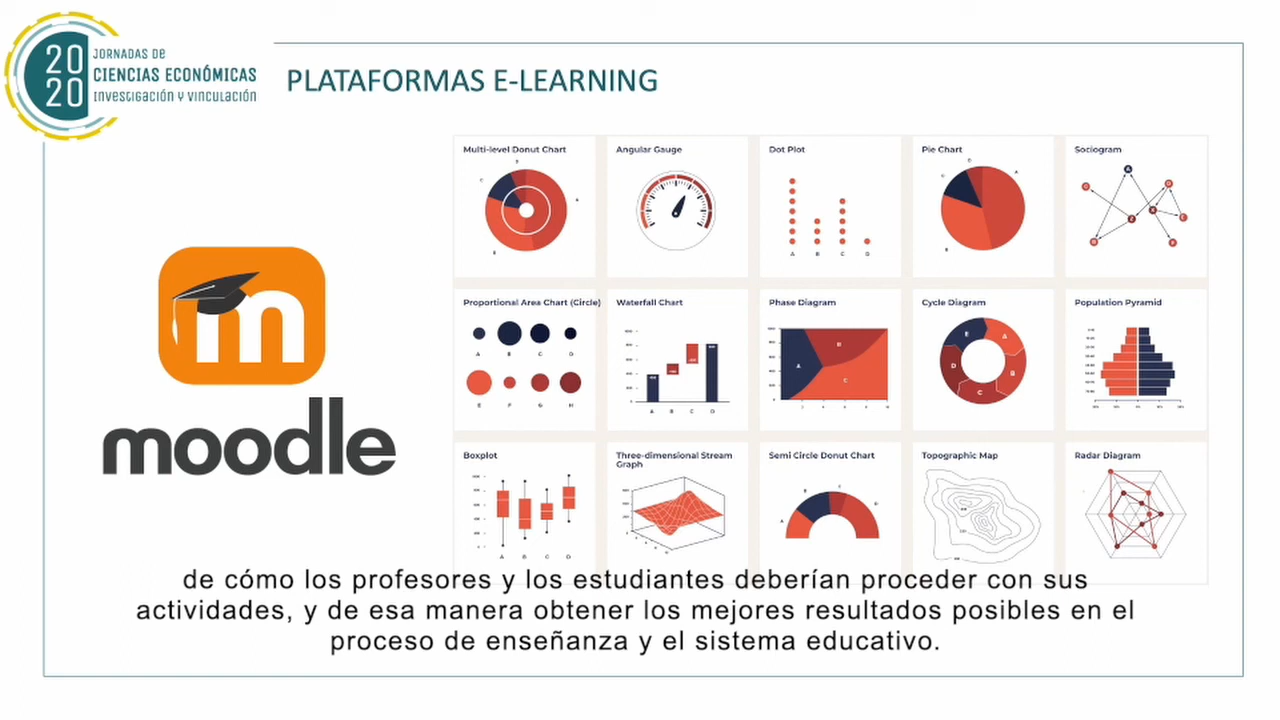 20
20
JORNADAS DE
CIENCIAS ECONÓMICAS
INVESTIGACIÓN Y VINCULACIÓN
PLATAFORMAS E-LEARNING
moodle
Multi-level Donut Chart
Angular Gauge
Dot Plot
A B C D
Pie Chart
Sociogram
Proportional Area Chart (Circle)
A B C D
E F G H
Waterfall Chart
A B C D
Phase Diagram
A
B
C
Cycle Diagram
E A
D B
C
Population Pyramid
Boxplot
A B C D
Three-dimensional Stream
Graph
Semi Circle Donut Chart
A B C D
Topographic Map
Radar Diagram
de cómo los profesores y los estudiantes deberían proceder con sus
actividades, y de esa manera obtener los mejores resultados posibles en el
proceso de enseñanza y el sistema educativo.